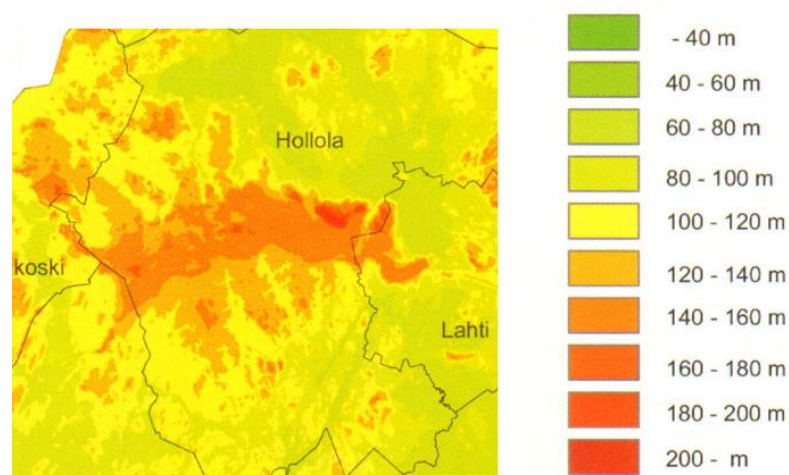 Hollola
koski
Lahti
- 40 m
40 - 60 m
60 - 80 m
80 - 100 m
100 - 120 m
120 - 140 m
140 - 160 m
160 - 180 m
180 - 200 m
200 - m